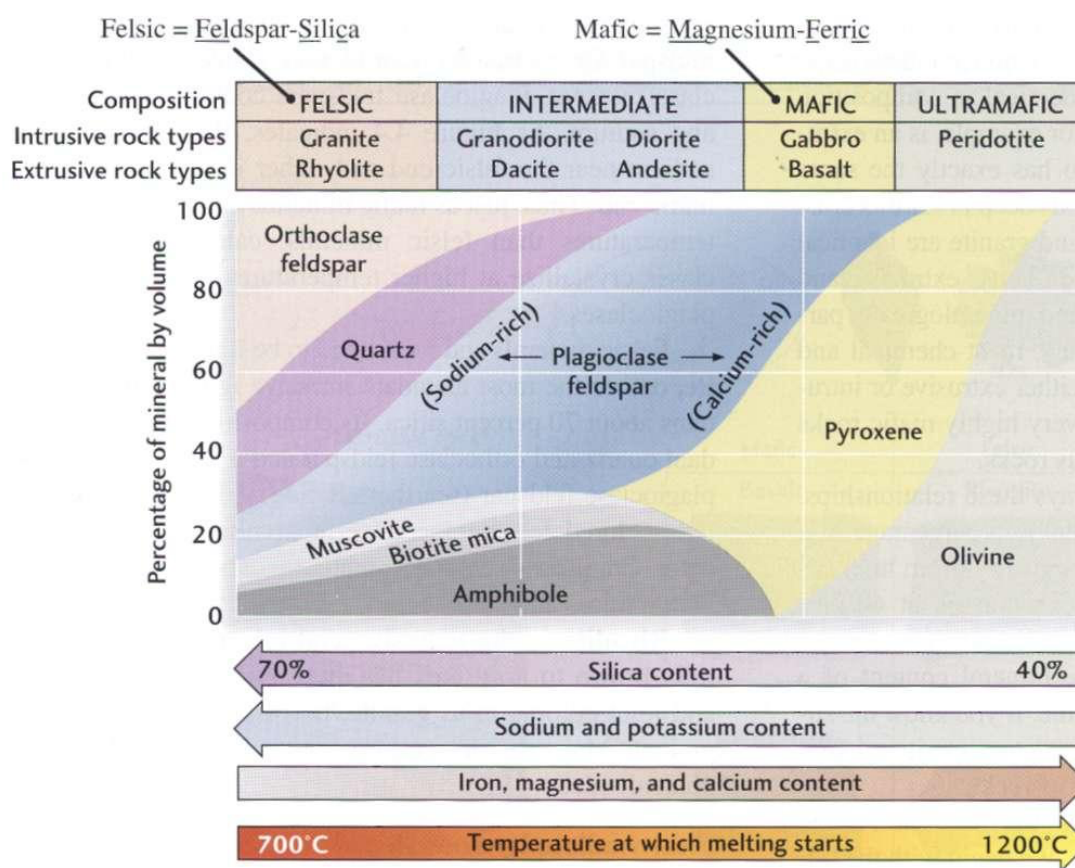 Felsic = Feldspar-Silica
Mafic = Magnesium-Ferric
Composition FELSIC INTERMEDIATE MAFIC ULTRAMAFIC
Intrusive rock types Granite Granodiorite Diorite Gabbro Peridotite
Extrusive rock types Rhyolite Dacite Andesite Basalt
Percentage of mineral by volume
100
80
60
40
20
0
Orthoclase
feldspar
Quartz
(Sodium-rich)
Plagioclase
feldspar
(Calcium-rich)
Pyroxene
Muscovite
Biotite mica
Amphibole
Olivine
70% Silica content 40%
Sodium and potassium content
Iron, magnesium, and calcium content
700°C Temperature at which melting starts 1200°C